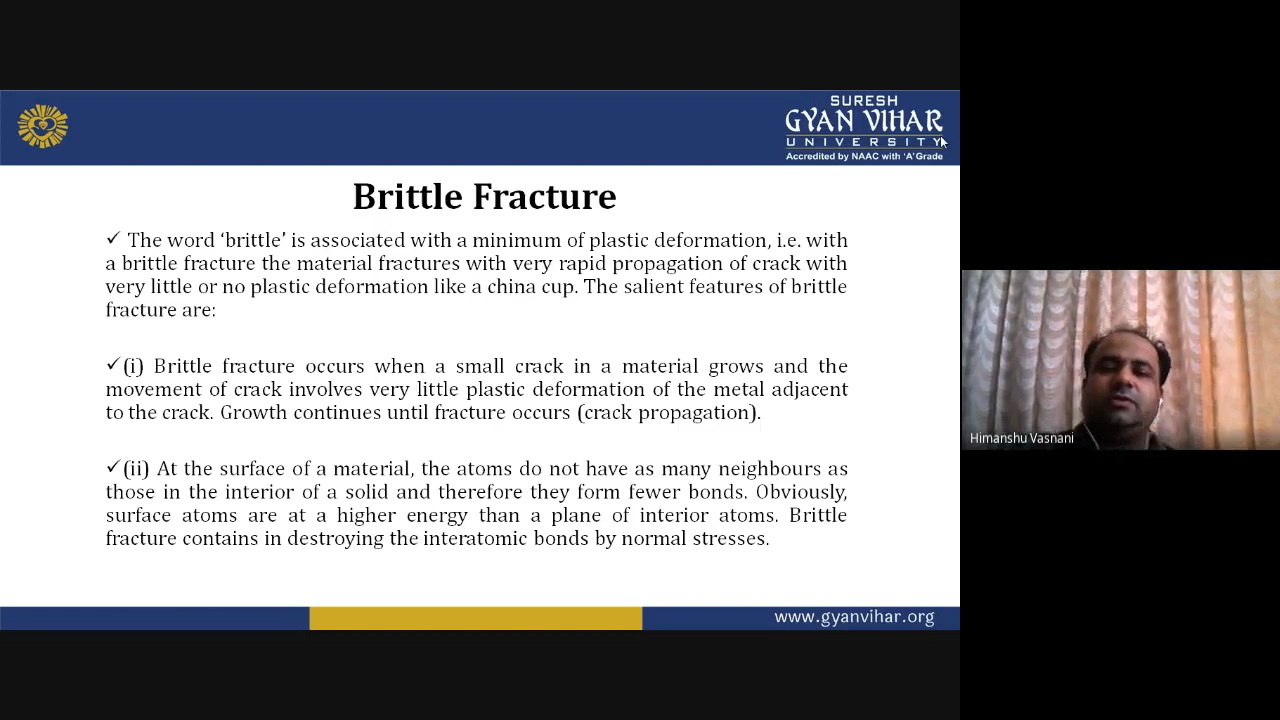 SURESH
GYAN VIHAR
UNIVERSITY
Accredited by NAAC with 'A' Grade
Brittle Fracture
✓ The word ‘brittle’ is associated with a minimum of plastic deformation, i.e. with
a brittle fracture the material fractures with very rapid propagation of crack with
very little or no plastic deformation like a china cup. The salient features of brittle
fracture are:
✓(i) Brittle fracture occurs when a small crack in a material grows and the
movement of crack involves very little plastic deformation of the metal adjacent
to the crack. Growth continues until fracture occurs (crack propagation).
✓(ii) At the surface of a material, the atoms do not have as many neighbours as
those in the interior of a solid and therefore they form fewer bonds. Obviously,
surface atoms are at a higher energy than a plane of interior atoms. Brittle
fracture contains in destroying the interatomic bonds by normal stresses.
www.gyanvihar.org
Himanshu Vasnani